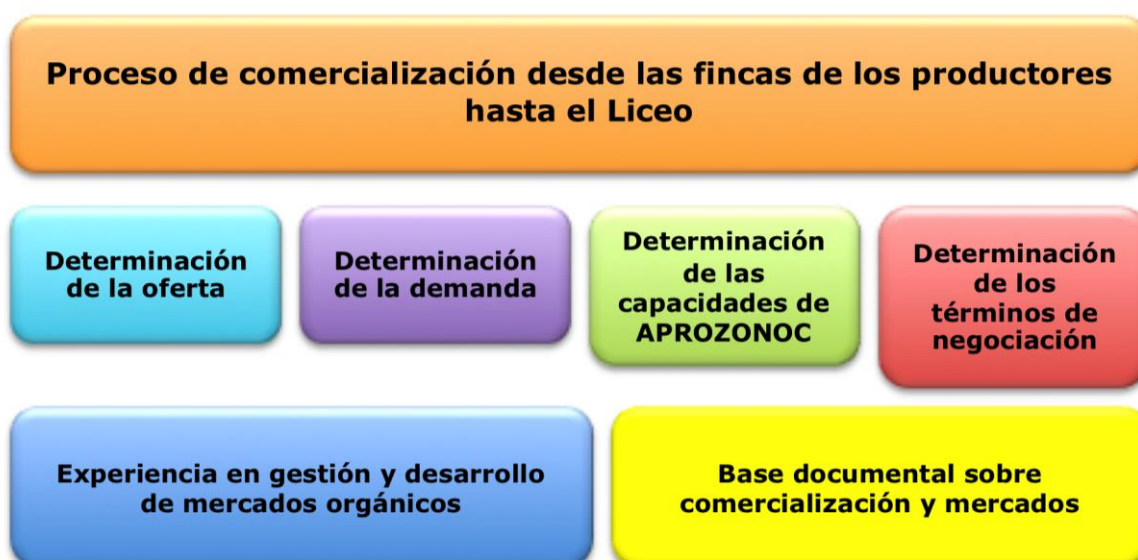 Proceso de comercialización desde las fincas de los productores
hasta el Liceo
Determinación
de la oferta
Determinación
de la demanda
Determinación
de las
capacidades de
APROZONOC
Determinación
de los
términos de
negociación
Experiencia en gestión y desarrollo
de mercados orgánicos
Base documental sobre
comercialización y mercados